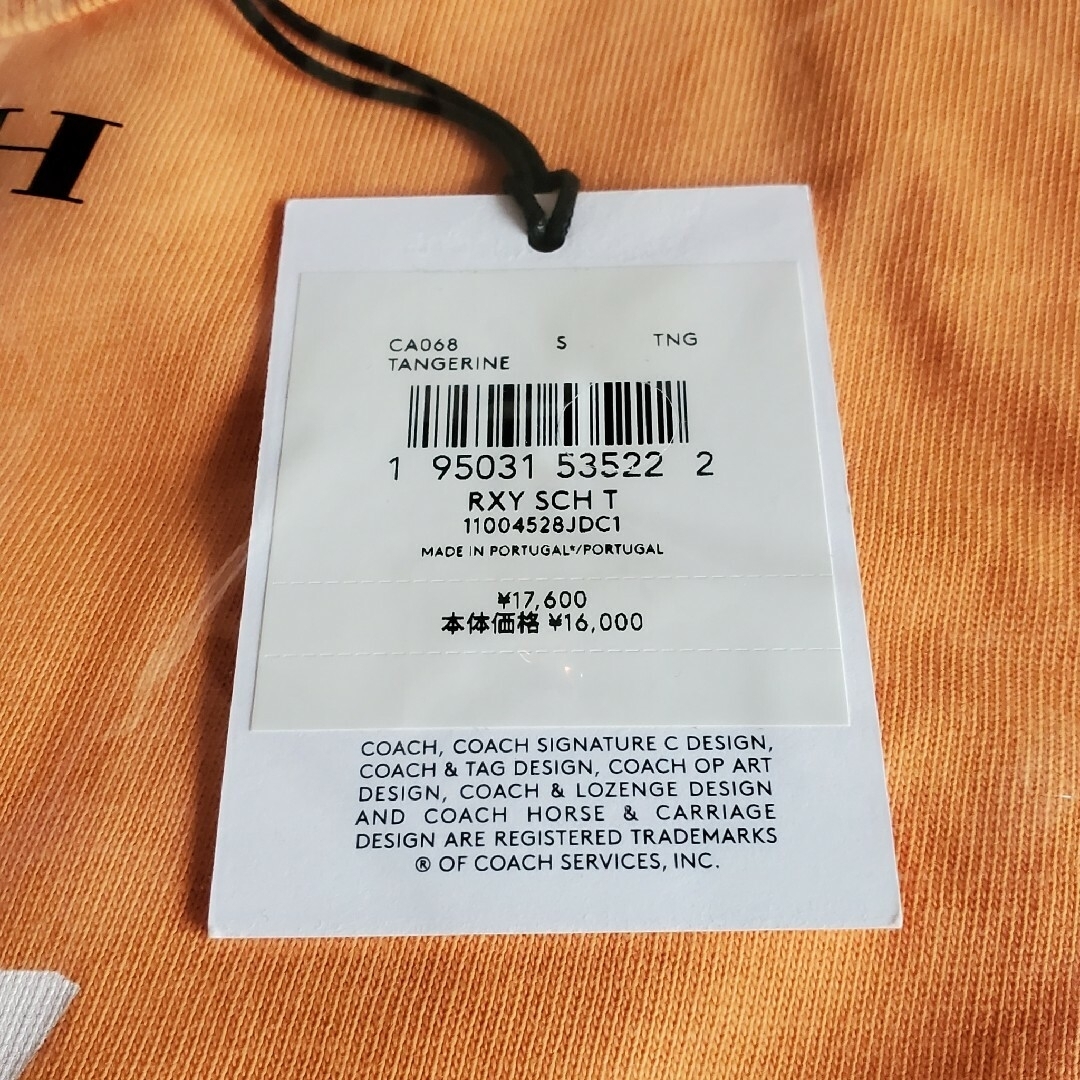 H
CA068 S TNG
TANGERINE
1 95031 53522 2
RXY SCH T
11004528JDC1
MADE IN PORTUGAL*/PORTUGAL
¥17,600
本体価格 ¥16,000
COACH, COACH SIGNATURE C DESIGN,
COACH & TAG DESIGN, COACH OP ART
DESIGN, COACH & LOZENGE DESIGN
AND COACH HORSE & CARRIAGE
DESIGN ARE REGISTERED TRADEMARKS
® OF COACH SERVICES, INC.